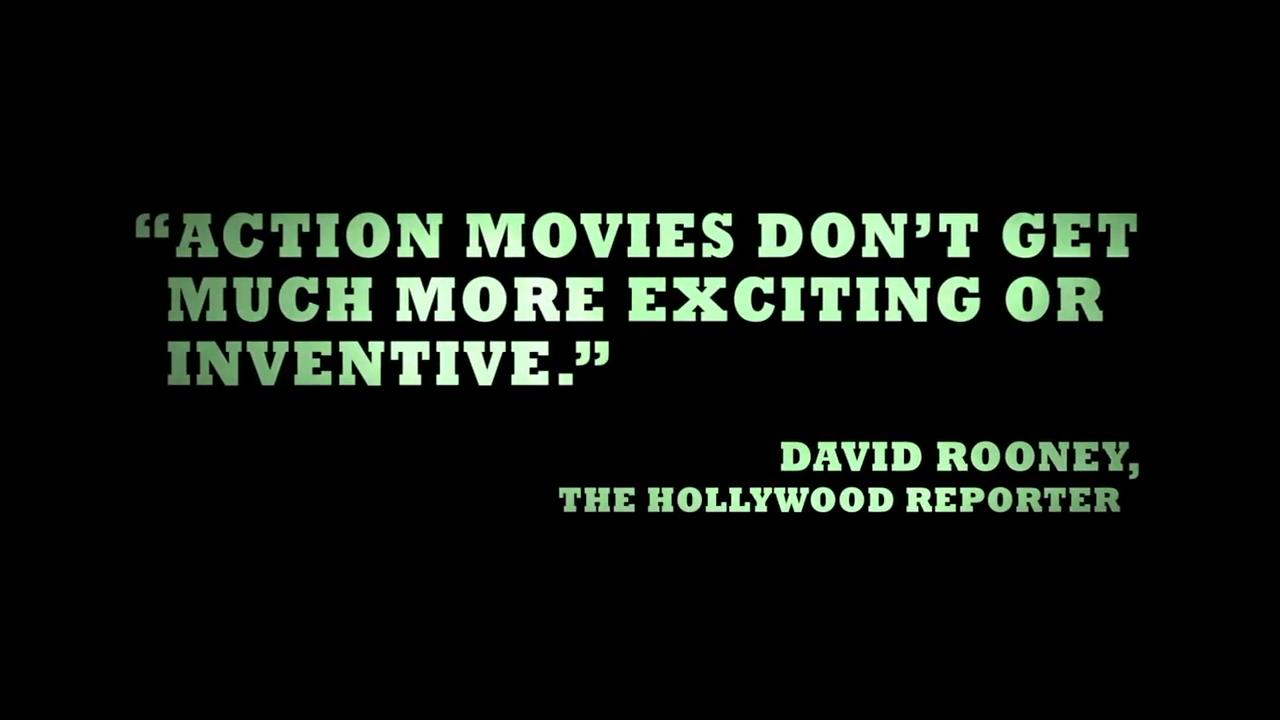 “ACTION MOVIES DON’T GET
MUCH MORE EXCITING OR
INVENTIVE.”
DAVID ROONEY,
THE HOLLYWOOD REPORTER